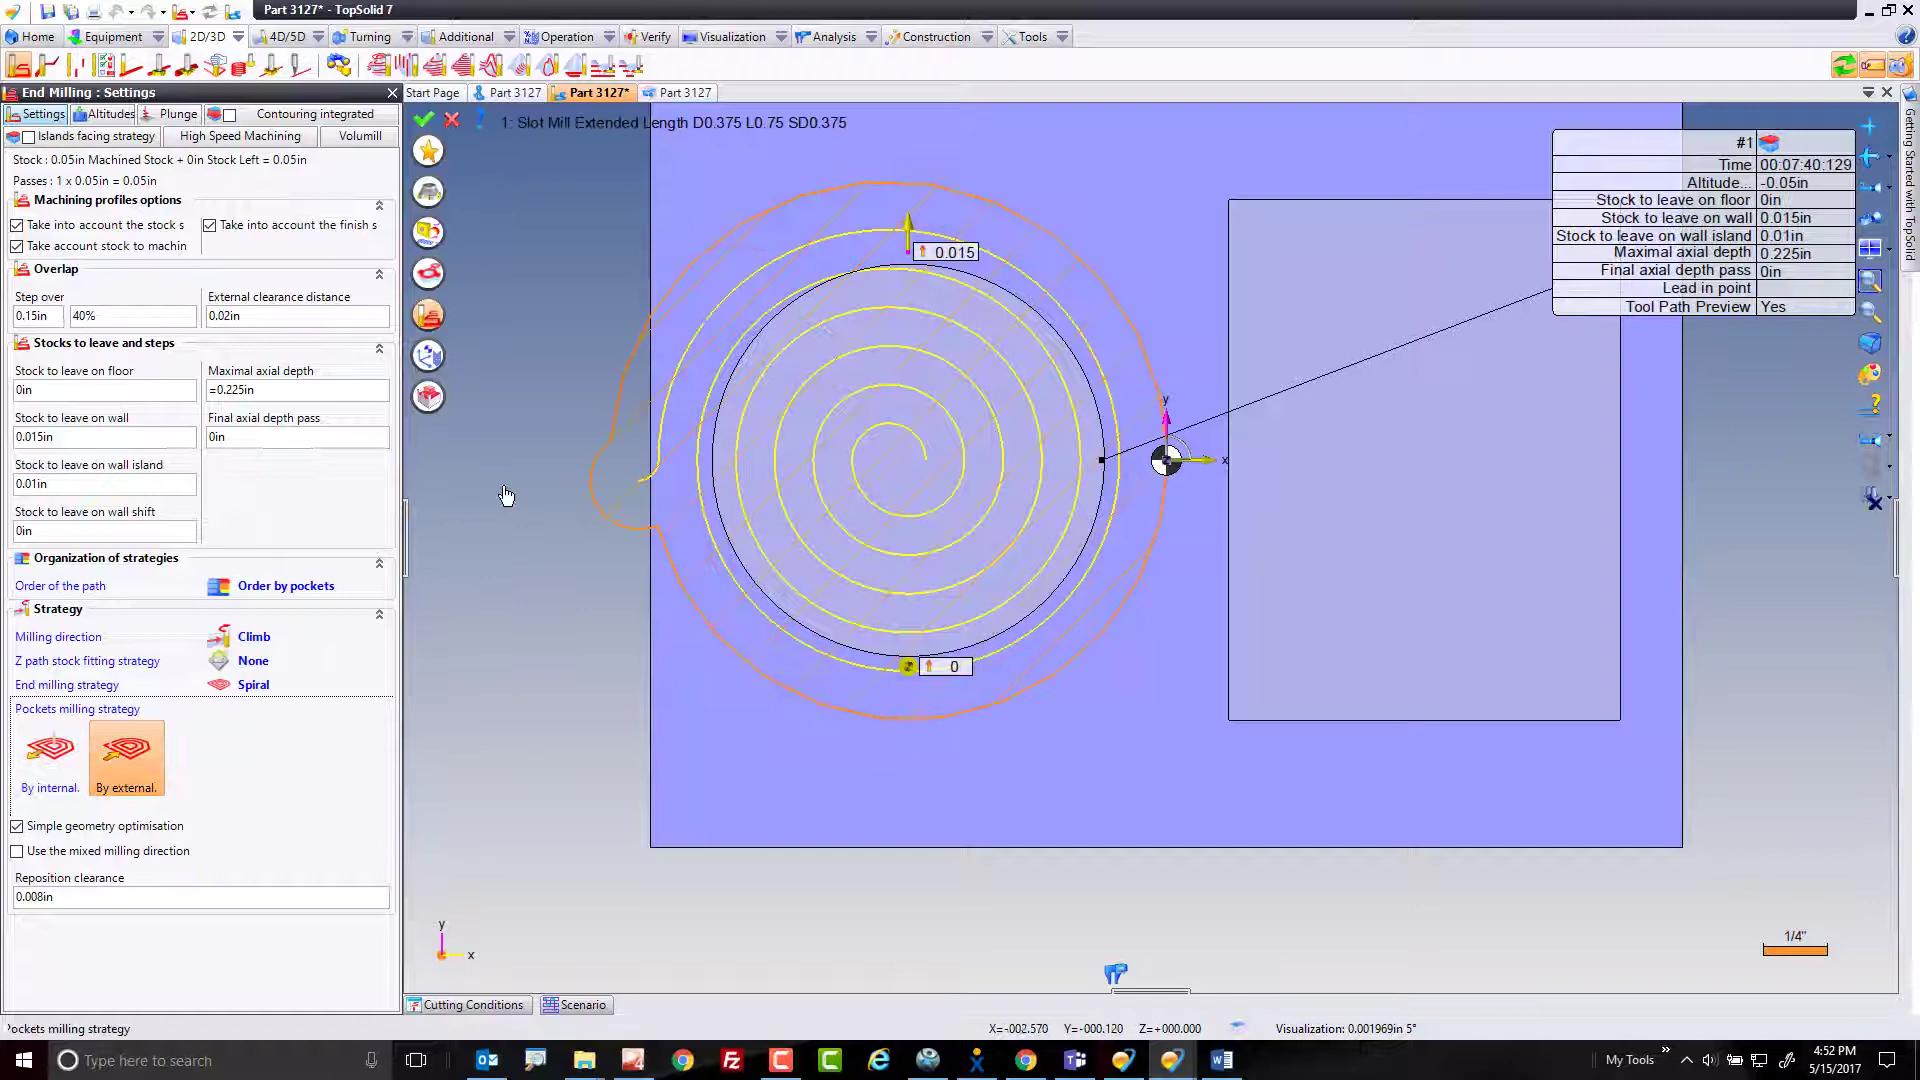 Part 3127* - TopSolid 7
Home
Equipment
2D/3D
4D/5D
Turning
Additional
Operation
Verify
Visualization
Analysis
Construction
Tools
End Milling : Settings
Start Page
Part 3127
Part 3127*
Part 3127
Settings
Altitudes
Plunge
Contouring integrated
Islands facing strategy
High Speed Machining
Volumill
Stock : 0.05in Machined Stock + 0in Stock Left = 0.05in
Passes : 1 x 0.05in = 0.05in
Machining profiles options
Take into account the stock s
Take into account the finish s
Take account stock to machin
Overlap
Step over
External clearance distance
0.15in
40%
0.02in
Stocks to leave and steps
Stock to leave on floor
Maximal axial depth
0in
=0.225in
Stock to leave on wall
Final axial depth pass
0.015in
0in
Stock to leave on wall island
0.01in
Stock to leave on wall shift
0in
Organization of strategies
Order of the path
Order by pockets
Strategy
Milling direction
Climb
Z path stock fitting strategy
None
End milling strategy
Spiral
Pockets milling strategy
By internal.
By external.
Simple geometry optimisation
Use the mixed milling direction
Reposition clearance
0.008in
Pockets milling strategy
1: Slot Mill Extended Length D0.375 L0.75 SD0.375
0.015
0
y
x
y
x
#1
Time 00:07:40:129
Altitude... -0.05in
Stock to leave on floor 0in
Stock to leave on wall 0.015in
Stock to leave on wall island 0.01in
Maximal axial depth 0.225in
Final axial depth pass 0in
Lead in point
Tool Path Preview Yes
Getting Started with TopSolid
1/4"
Cutting Conditions
Scenario
X=-002.570 Y=-000.120 Z=+000.000
Visualization: 0.001969in 5°
Type here to search
My Tools
4:52 PM
5/15/2017